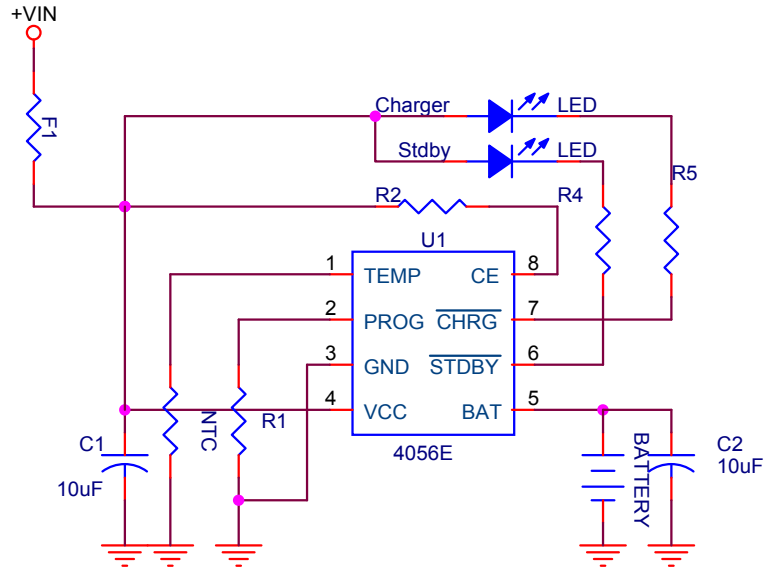 +VIN
F1
Charger
LED
Stdby
LED
R5
R2
R4
U1
1
TEMP
CE
8
2
PROG
CHRG
7
3
GND
STDBY
6
4
VCC
BAT
5
NTC
R1
4056E
C1
10uF
BATTERY
C2
10uF